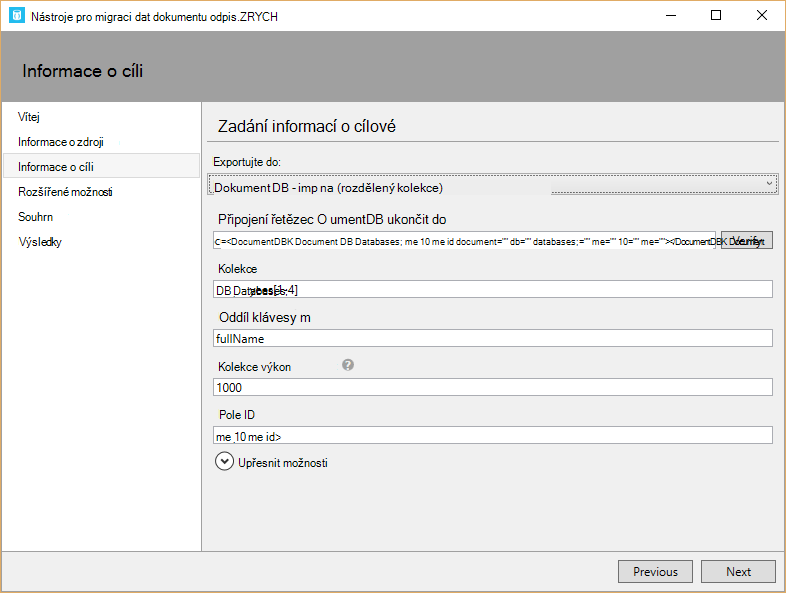 Nástroje pro migraci dat dokumentu odpis.ZRYCH
Informace o cíli
Vítej
Informace o zdroji
Informace o cíli
Rozšířené možnosti
Souhrn
Výsledky
Zadání informací o cílové
Exportujte do:
Dokument DB - imp na (rozdělený kolekce)
Připojení řetězec O umentDB ukončit do
C=<DocumentDBK Document DB Databases; me 10 me id document="" db="" databases;="" me="" 10="" me=""></DocumentDBK Document
Verify
Kolekce
DB Databases; [1-4]
Oddíl klávesy m
fullName
Kolekce výkon
1000
Pole ID
me 10 me id>
Upřesnit možnosti
Previous
Next